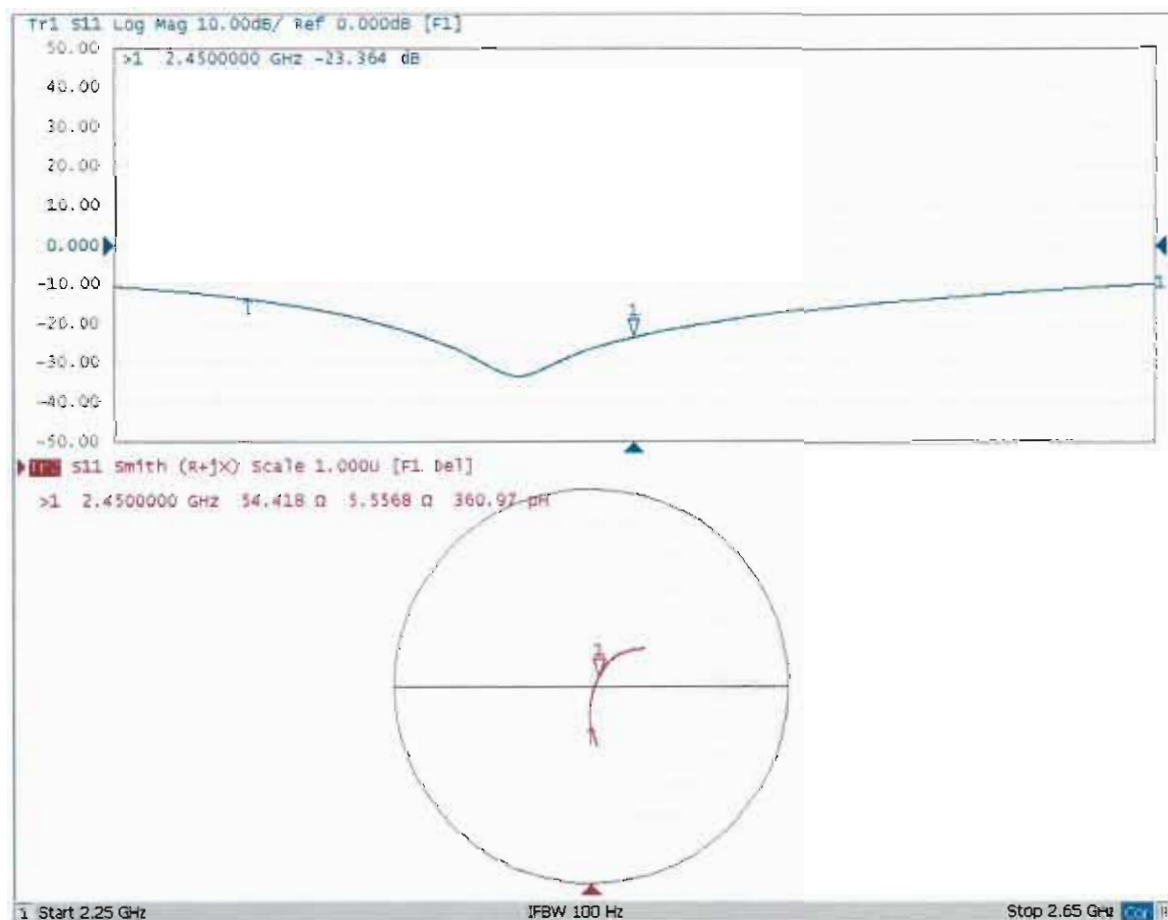 Tr1 S11 Log Mag 10.00dB/ Ref 0.000dB [F1]
50.00
>1 2.4500000 GHz -23.364 dB
40.00
30.00
20.00
10.00
0.000
-10.00
1
1
-20.00
-30.00
-40.00
-50.00
Tr2 S11 Smith (R+jX) Scale 1.000U [F1 Del]
>1 2.4500000 GHz 54.418 Ω 5.5568 Ω 360.97 pH
1
1 Start 2.25 GHz IFBW 100 Hz Stop 2.65 GHz Cor